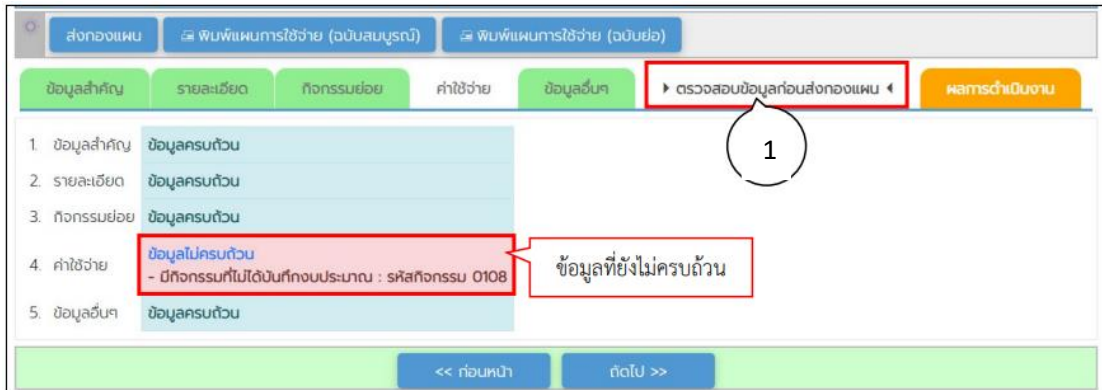 ส่งกองแผน พิมพ์แผนการใช้จ่าย (ฉบับสมบูรณ์) พิมพ์แผนการใช้จ่าย (ฉบับย่อ)
ข้อมูลสำคัญ รายละเอียด กิจกรรมย่อย ค่าใช้จ่าย ข้อมูลอื่นๆ ตรวจสอบข้อมูลก่อนส่งกองแผน ผลการดำเนินงาน
1
1. ข้อมูลสำคัญ ข้อมูลครบถ้วน
2. รายละเอียด ข้อมูลครบถ้วน
3. กิจกรรมย่อย ข้อมูลครบถ้วน
4. ค่าใช้จ่าย ข้อมูลไม่ครบถ้วน
- มีกิจกรรมที่ไม่ได้บันทึกงบประมาณ : รหัสกิจกรรม 0108
ข้อมูลที่ยังไม่ครบถ้วน
5. ข้อมูลอื่นๆ ข้อมูลครบถ้วน
<< ก่อนหน้า ถัดไป >>